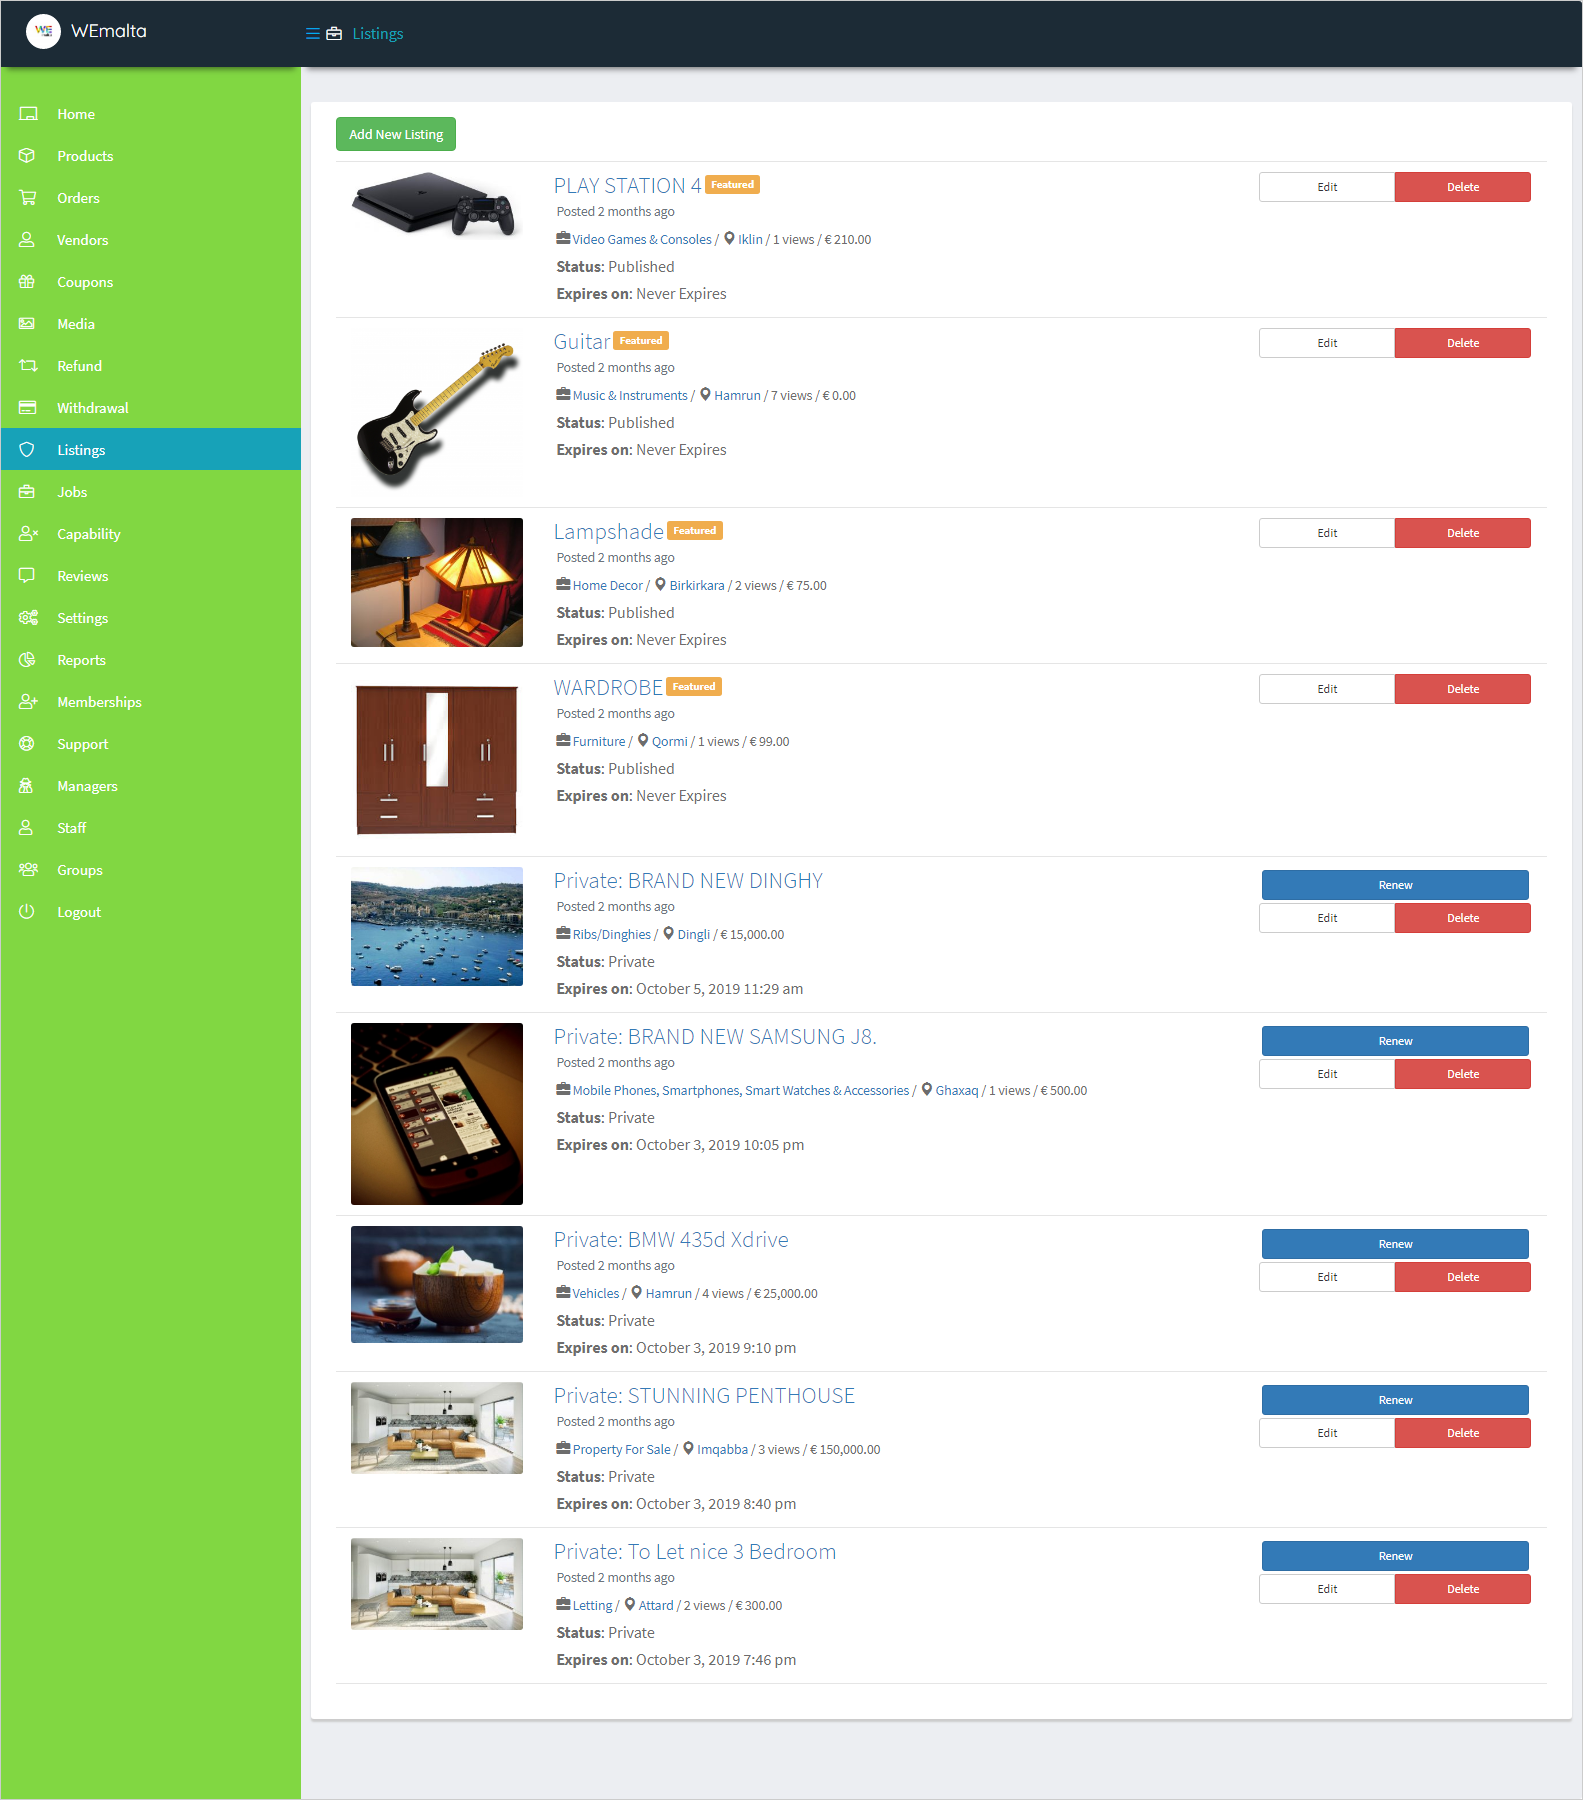 WE
WEmalta
Listings
Home
Products
Orders
Vendors
Coupons
Media
Refund
Withdrawal
Listings
Jobs
Capability
Reviews
Settings
Reports
Memberships
Support
Managers
Staff
Groups
Logout
Add New Listing
PLAY STATION 4 Featured
Posted 2 months ago
Video Games & Consoles / Iklin / 1 views / € 210.00
Status: Published
Expires on: Never Expires
Edit Delete
Guitar Featured
Posted 2 months ago
Music & Instruments / Hamrun / 7 views / € 0.00
Status: Published
Expires on: Never Expires
Edit Delete
Lampshade Featured
Posted 2 months ago
Home Decor / Birkirkara / 2 views / € 75.00
Status: Published
Expires on: Never Expires
Edit Delete
WARDROBE Featured
Posted 2 months ago
Furniture / Qormi / 1 views / € 99.00
Status: Published
Expires on: Never Expires
Edit Delete
Private: BRAND NEW DINGHY
Posted 2 months ago
Ribs/Dinghies / Dingli / € 15,000.00
Status: Private
Expires on: October 5, 2019 11:29 am
Renew
Edit Delete
Private: BRAND NEW SAMSUNG J8.
Posted 2 months ago
Mobile Phones, Smartphones, Smart Watches & Accessories / Ghaxaq / 1 views / € 500.00
Status: Private
Expires on: October 3, 2019 10:05 pm
Renew
Edit Delete
Private: BMW 435d Xdrive
Posted 2 months ago
Vehicles / Hamrun / 4 views / € 25,000.00
Status: Private
Expires on: October 3, 2019 9:10 pm
Renew
Edit Delete
Private: STUNNING PENTHOUSE
Posted 2 months ago
Property For Sale / Imqabba / 3 views / € 150,000.00
Status: Private
Expires on: October 3, 2019 8:40 pm
Renew
Edit Delete
Private: To Let nice 3 Bedroom
Posted 2 months ago
Letting / Attard / 2 views / € 300.00
Status: Private
Expires on: October 3, 2019 7:46 pm
Renew
Edit Delete